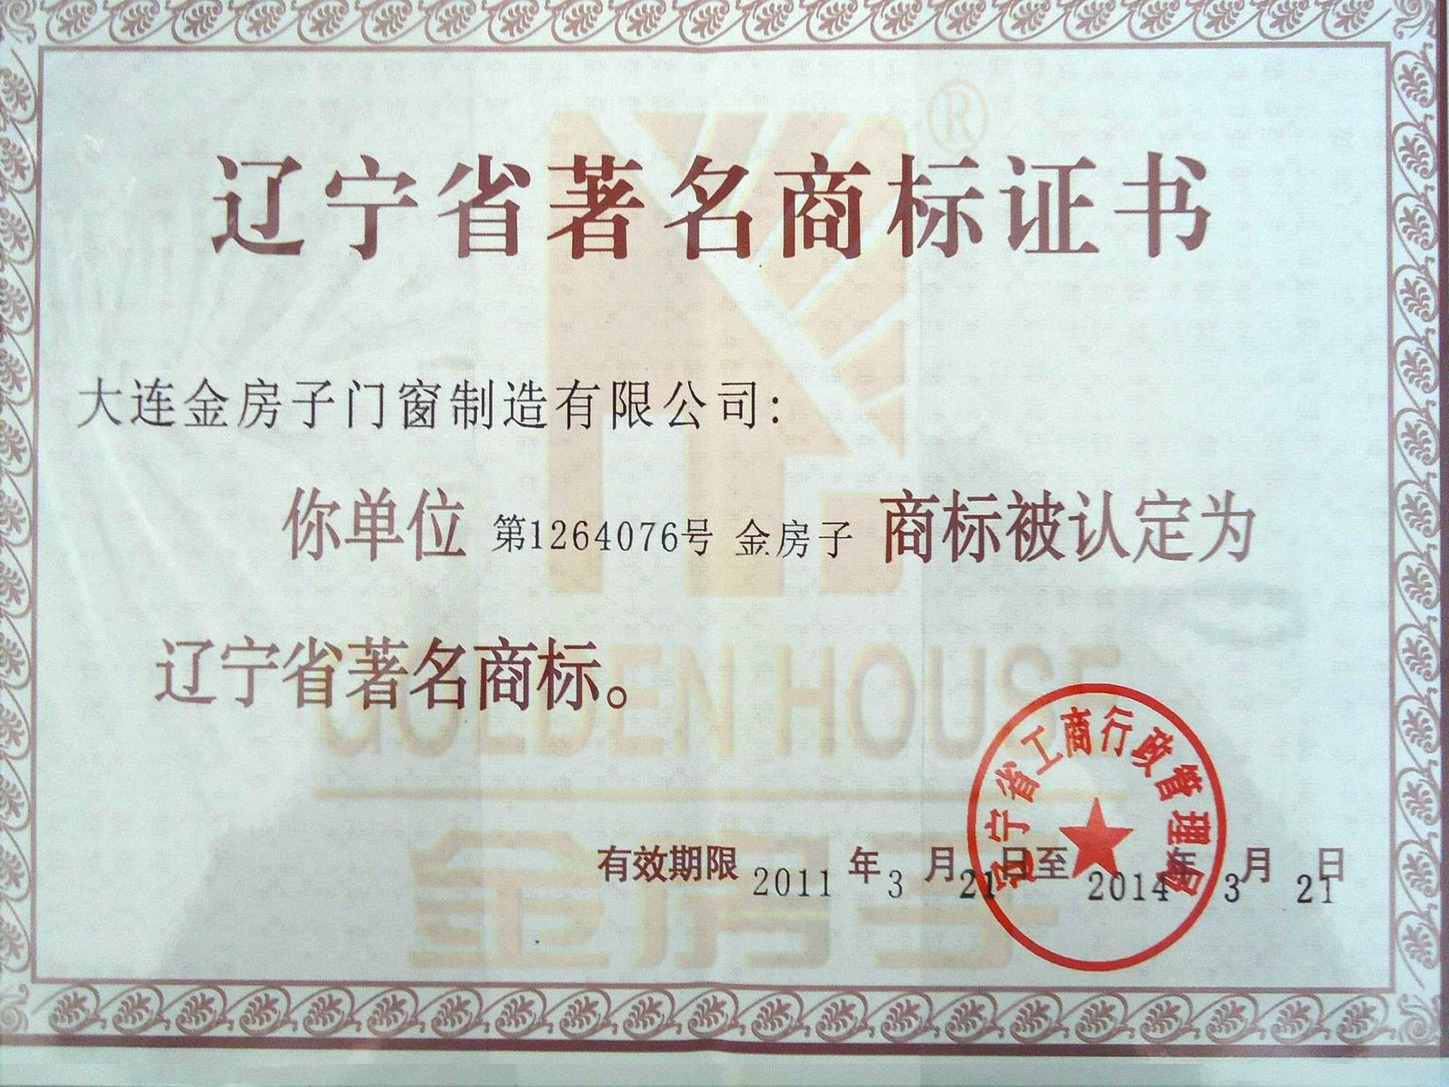 辽宁省著名商标证书
大连金房子门窗制造有限公司:
你单位 第1264076号 金房子 商标被认定为
辽宁省著名商标。
有效期限 2011 年 3 月 21 日至 2014 年 3 月 21 日
辽宁省工商行政管理局
®
GOLDEN HOUSE
金房子